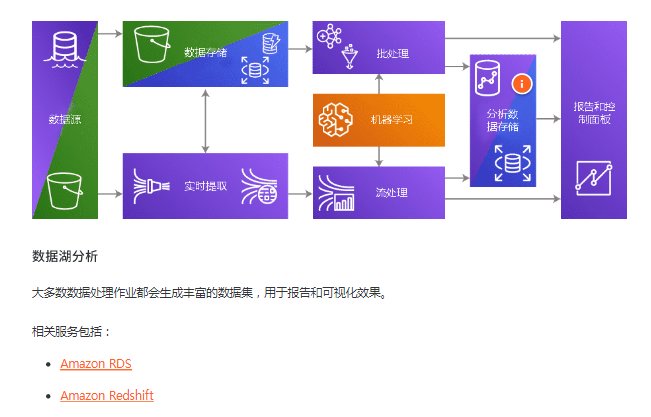 数据源
数据存储
实时提取
批处理
机器学习
流处理
分析数
据存储
i
报告和控
制面板
数据湖分析
大多数数据处理作业都会生成丰富的数据集，用于报告和可视化效果。
相关服务包括：
Amazon RDS
Amazon Redshift